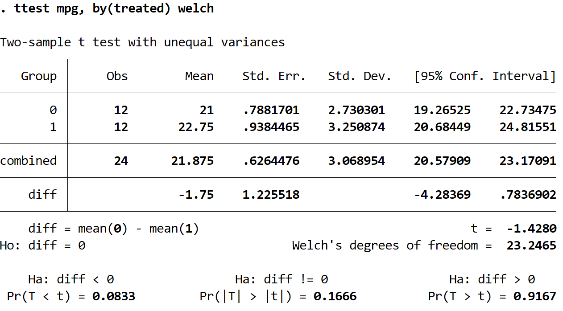 . ttest mpg, by(treated) welch
Two-sample t test with unequal variances
Group Obs Mean Std. Err. Std. Dev. [95% Conf. Interval]
0 12 21 .7881701 2.730301 19.26525 22.73475
1 12 22.75 .9384465 3.250874 20.68449 24.81551
combined 24 21.875 .6264476 3.068954 20.57909 23.17091
diff -1.75 1.225518 -4.28369 .7836902
diff = mean(0) - mean(1) t = -1.4280
Ho: diff = 0 Welch's degrees of freedom = 23.2465
Ha: diff < 0 Ha: diff != 0 Ha: diff > 0
Pr(T < t) = 0.0833 Pr(|T| > |t|) = 0.1666 Pr(T > t) = 0.9167